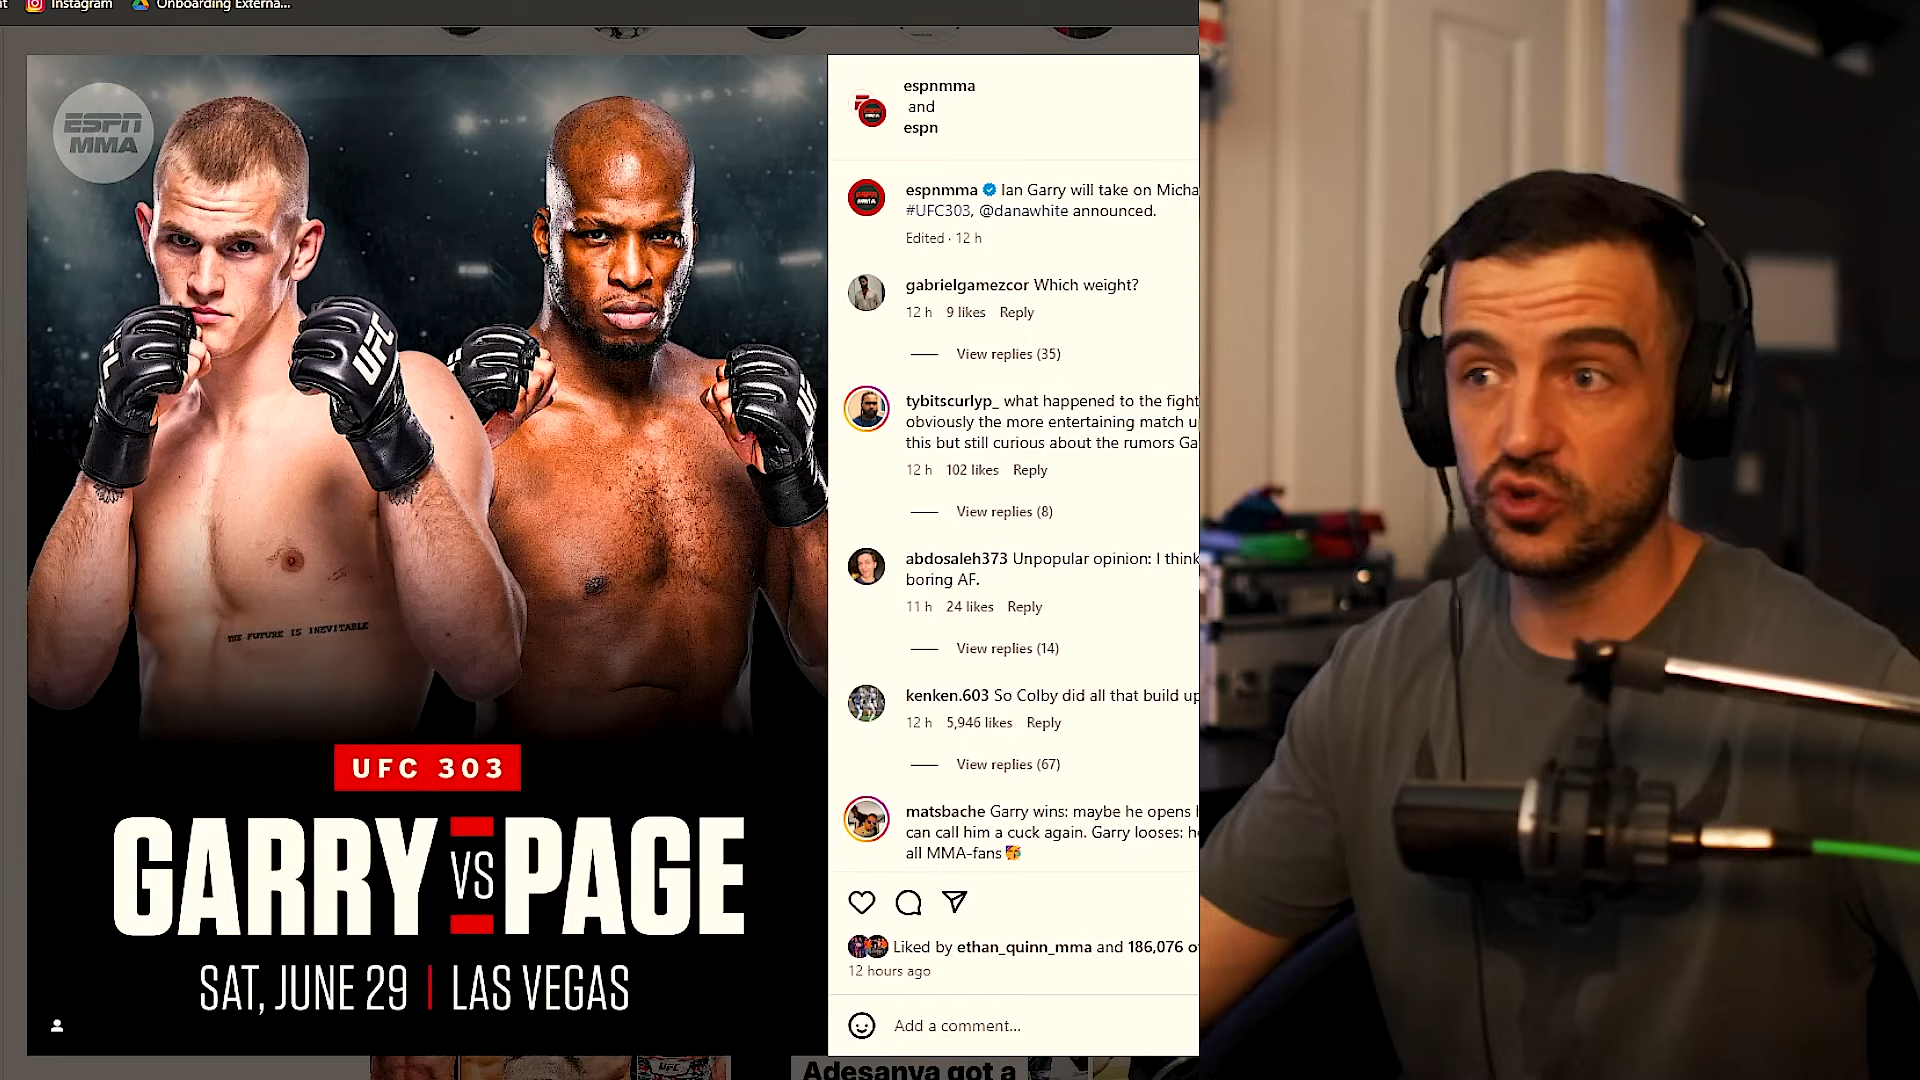 Instagram
Onboarding Externa...
ESPN
MMA
UFC
THE FUTURE IS INEVITABLE
UFC 303
GARRY VS PAGE
SAT, JUNE 29 | LAS VEGAS
espnmma
and
espn
espnmma Ian Garry will take on Micha
#UFC303, @danawhite announced.
Edited · 12 h
gabrielgamezcor Which weight?
12 h 9 likes Reply
View replies (35)
tybitscurlyp_ what happened to the fight
obviously the more entertaining match u
this but still curious about the rumors Ga
12 h 102 likes Reply
View replies (8)
abdosaleh373 Unpopular opinion: I think
boring AF.
11 h 24 likes Reply
View replies (14)
kenken.603 So Colby did all that build up
12 h 5,946 likes Reply
View replies (67)
matsbache Garry wins: maybe he opens h
can call him a cuck again. Garry looses: he
all MMA-fans
Liked by ethan_quinn_mma and 186,076 o
12 hours ago
Add a comment...
Adesanya got a